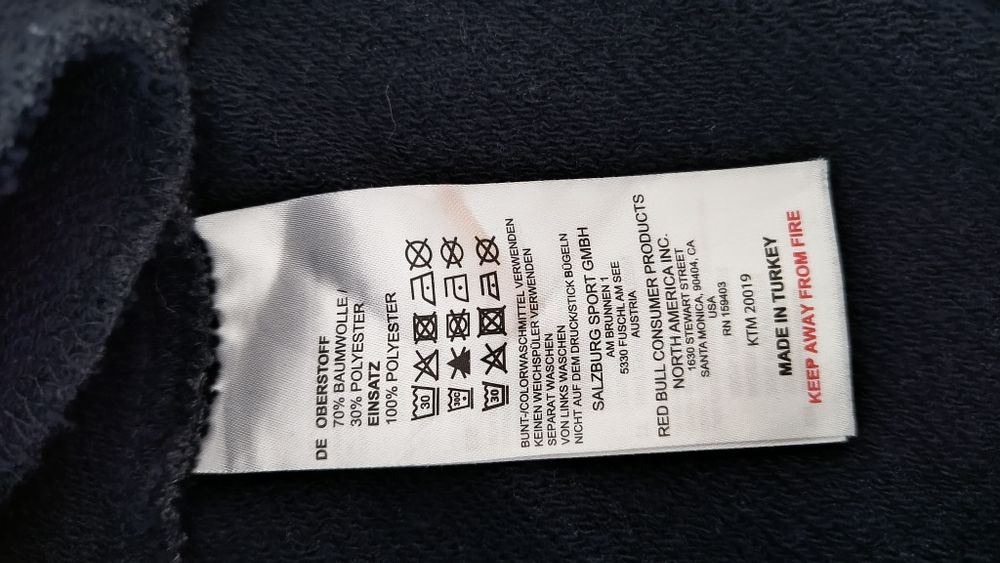 DE OBERSTOFF
70% BAUMWOLLE /
30% POLYESTER
EINSATZ
100% POLYESTER
30
30C
30
BUNT-/COLORWASCHMITTEL VERWENDEN
KEINEN WEICHSPÜLER VERWENDEN
SEPARAT WASCHEN
VON LINKS WASCHEN
NICHT AUF DEM DRUCK/STICK BÜGELN
SALZBURG SPORT GMBH
AM BRUNNEN 1
5330 FUSCHL AM SEE
AUSTRIA
RED BULL CONSUMER PRODUCTS
NORTH AMERICA INC.
1630 STEWART STREET
SANTA MONICA, 90404, CA
USA
RN 159403
KTM 20019
MADE IN TURKEY
KEEP AWAY FROM FIRE